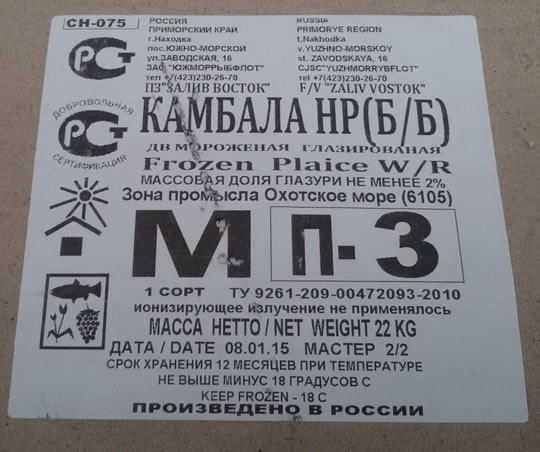 CH-075
РОССИЯ
ПРИМОРСКИЙ КРАЙ
г.Находка
пос.ЮЖНО-МОРСКОЙ
ул.ЗАВОДСКАЯ, 16
ЗАО "ЮЖМОРРЫБФЛОТ"
тел +7(423)230-26-70
ПЗ"ЗАЛИВ ВОСТОК"
RUSSIA
PRIMORYE REGION
t.Nakhodka
v.YUZHNO-MORSKOY
st. ZAVODSKAYA, 16
CJSC"YUZHMORRYBFLOT"
tel +7(423)230-26-70
F/V "ZALIV VOSTOK"
РСТ
ДОБРОВОЛЬНАЯ
РСТ
СЕРТИФИКАЦИЯ
КАМБАЛА НР(Б/Б)
ДВ МОРОЖЕНАЯ ГЛАЗИРОВАНАЯ
Frozen Plaice W/R
МАССОВАЯ ДОЛЯ ГЛАЗУРИ НЕ МЕНЕЕ 2%
Зона промысла Охотское море (6105)
М П-3
1 СОРТ ТУ 9261-209-00472093-2010
ионизирующее излучение не применялось
МАССА НЕТТО / NET WEIGHT 22 KG
ДАТА / DATE 08.01.15 МАСТЕР 2/2
СРОК ХРАНЕНИЯ 12 МЕСЯЦЕВ ПРИ ТЕМПЕРАТУРЕ
НЕ ВЫШЕ МИНУС 18 ГРАДУСОВ С
KEEP FROZEN - 18 C
ПРОИЗВЕДЕНО В РОССИИ